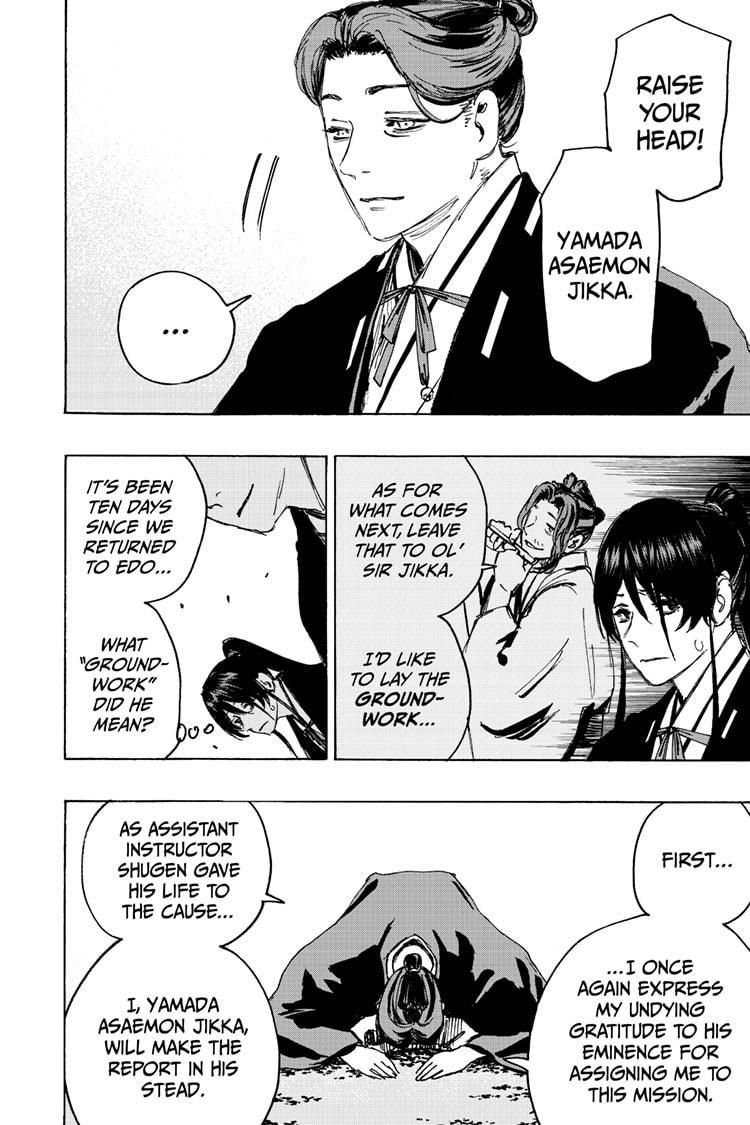 RAISE
YOUR
HEAD!
YAMADA
ASAEMON
JIKKA.
...
AS FOR
WHAT COMES
NEXT, LEAVE
THAT TO OL'
SIR JIKKA.
I'D LIKE
TO LAY THE
GROUND-
WORK...
IT'S BEEN
TEN DAYS
SINCE WE
RETURNED
TO EDO...
WHAT
"GROUND-
WORK"
DID HE
MEAN?
FIRST...
...I ONCE
AGAIN EXPRESS
MY UNDYING
GRATITUDE TO HIS
EMINENCE FOR
ASSIGNING ME TO
THIS MISSION.
AS ASSISTANT
INSTRUCTOR
SHUGEN GAVE
HIS LIFE TO
THE CAUSE...
I, YAMADA
ASAEMON JIKKA,
WILL MAKE THE
REPORT IN HIS
STEAD.